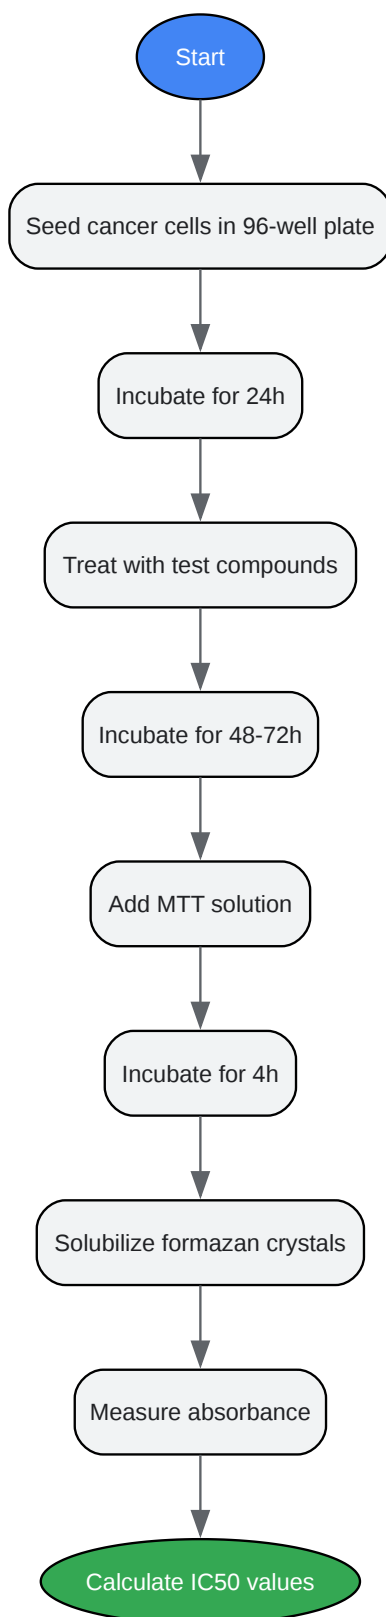 Start
Seed cancer cells in 96-well plate
Incubate for 24h
Treat with test compounds
Incubate for 48-72h
Add MTT solution
Incubate for 4h
Solubilize formazan crystals
Measure absorbance
Calculate IC50 values